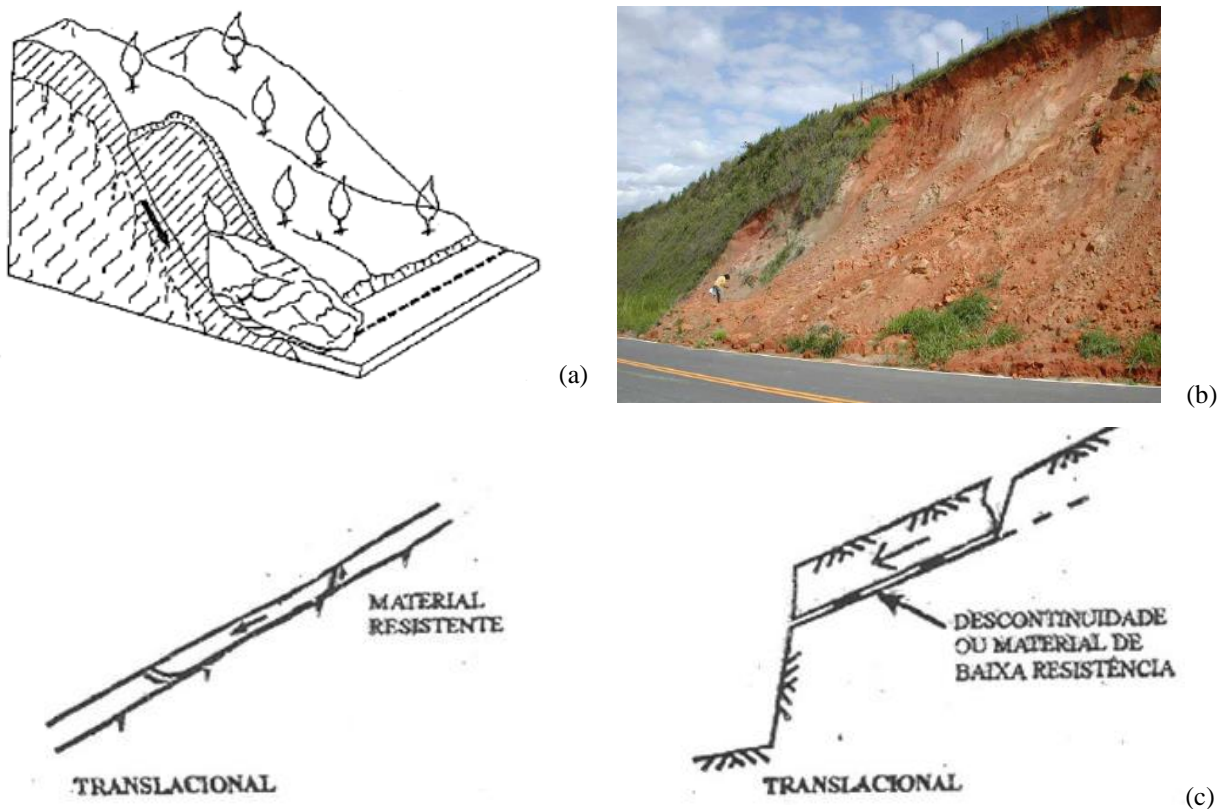 (a)
(b)
MATERIAL
RESISTENTE
TRANSLACIONAL
DESCONTINUIDADE
OU MATERIAL DE
BAIXA RESISTÊNCIA
TRANSLACIONAL
(c)